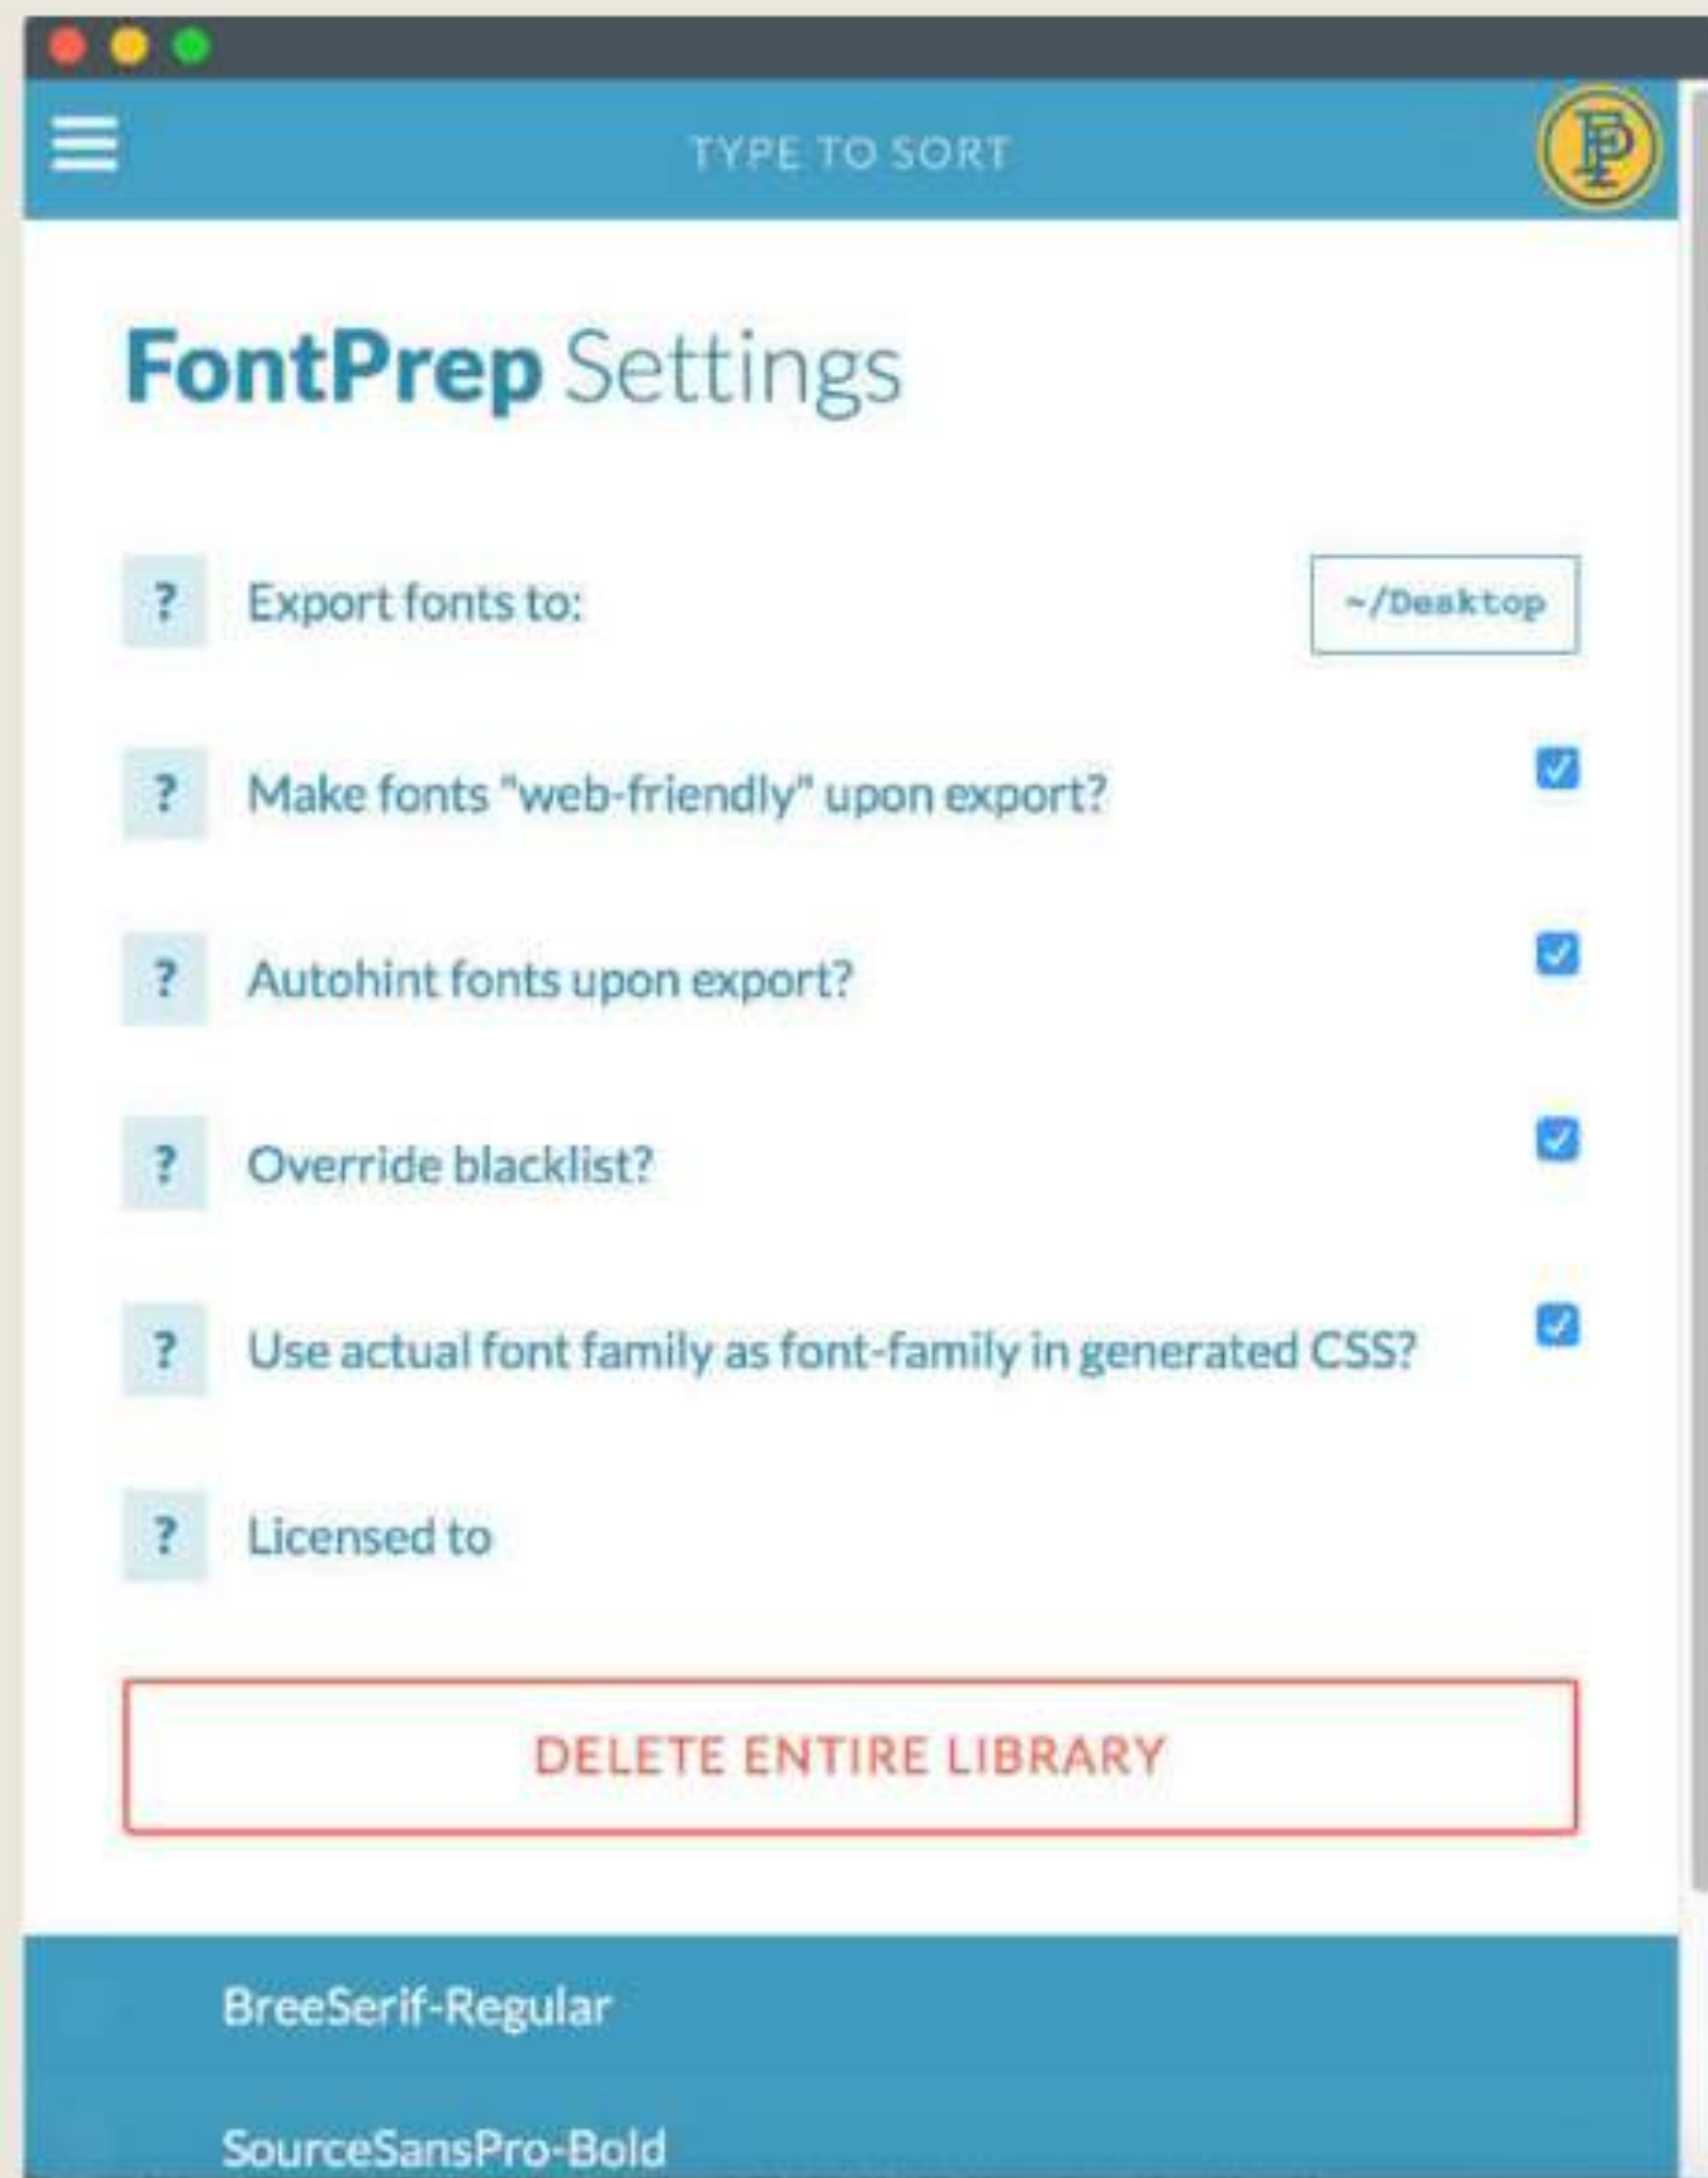 TYPE TO SORT
FontPrep Settings
? Export fonts to: ~/Desktop
? Make fonts "web-friendly" upon export?
? Autohint fonts upon export?
? Override blacklist?
? Use actual font family as font-family in generated CSS?
? Licensed to
DELETE ENTIRE LIBRARY
BreeSerif-Regular
SourceSansPro-Bold